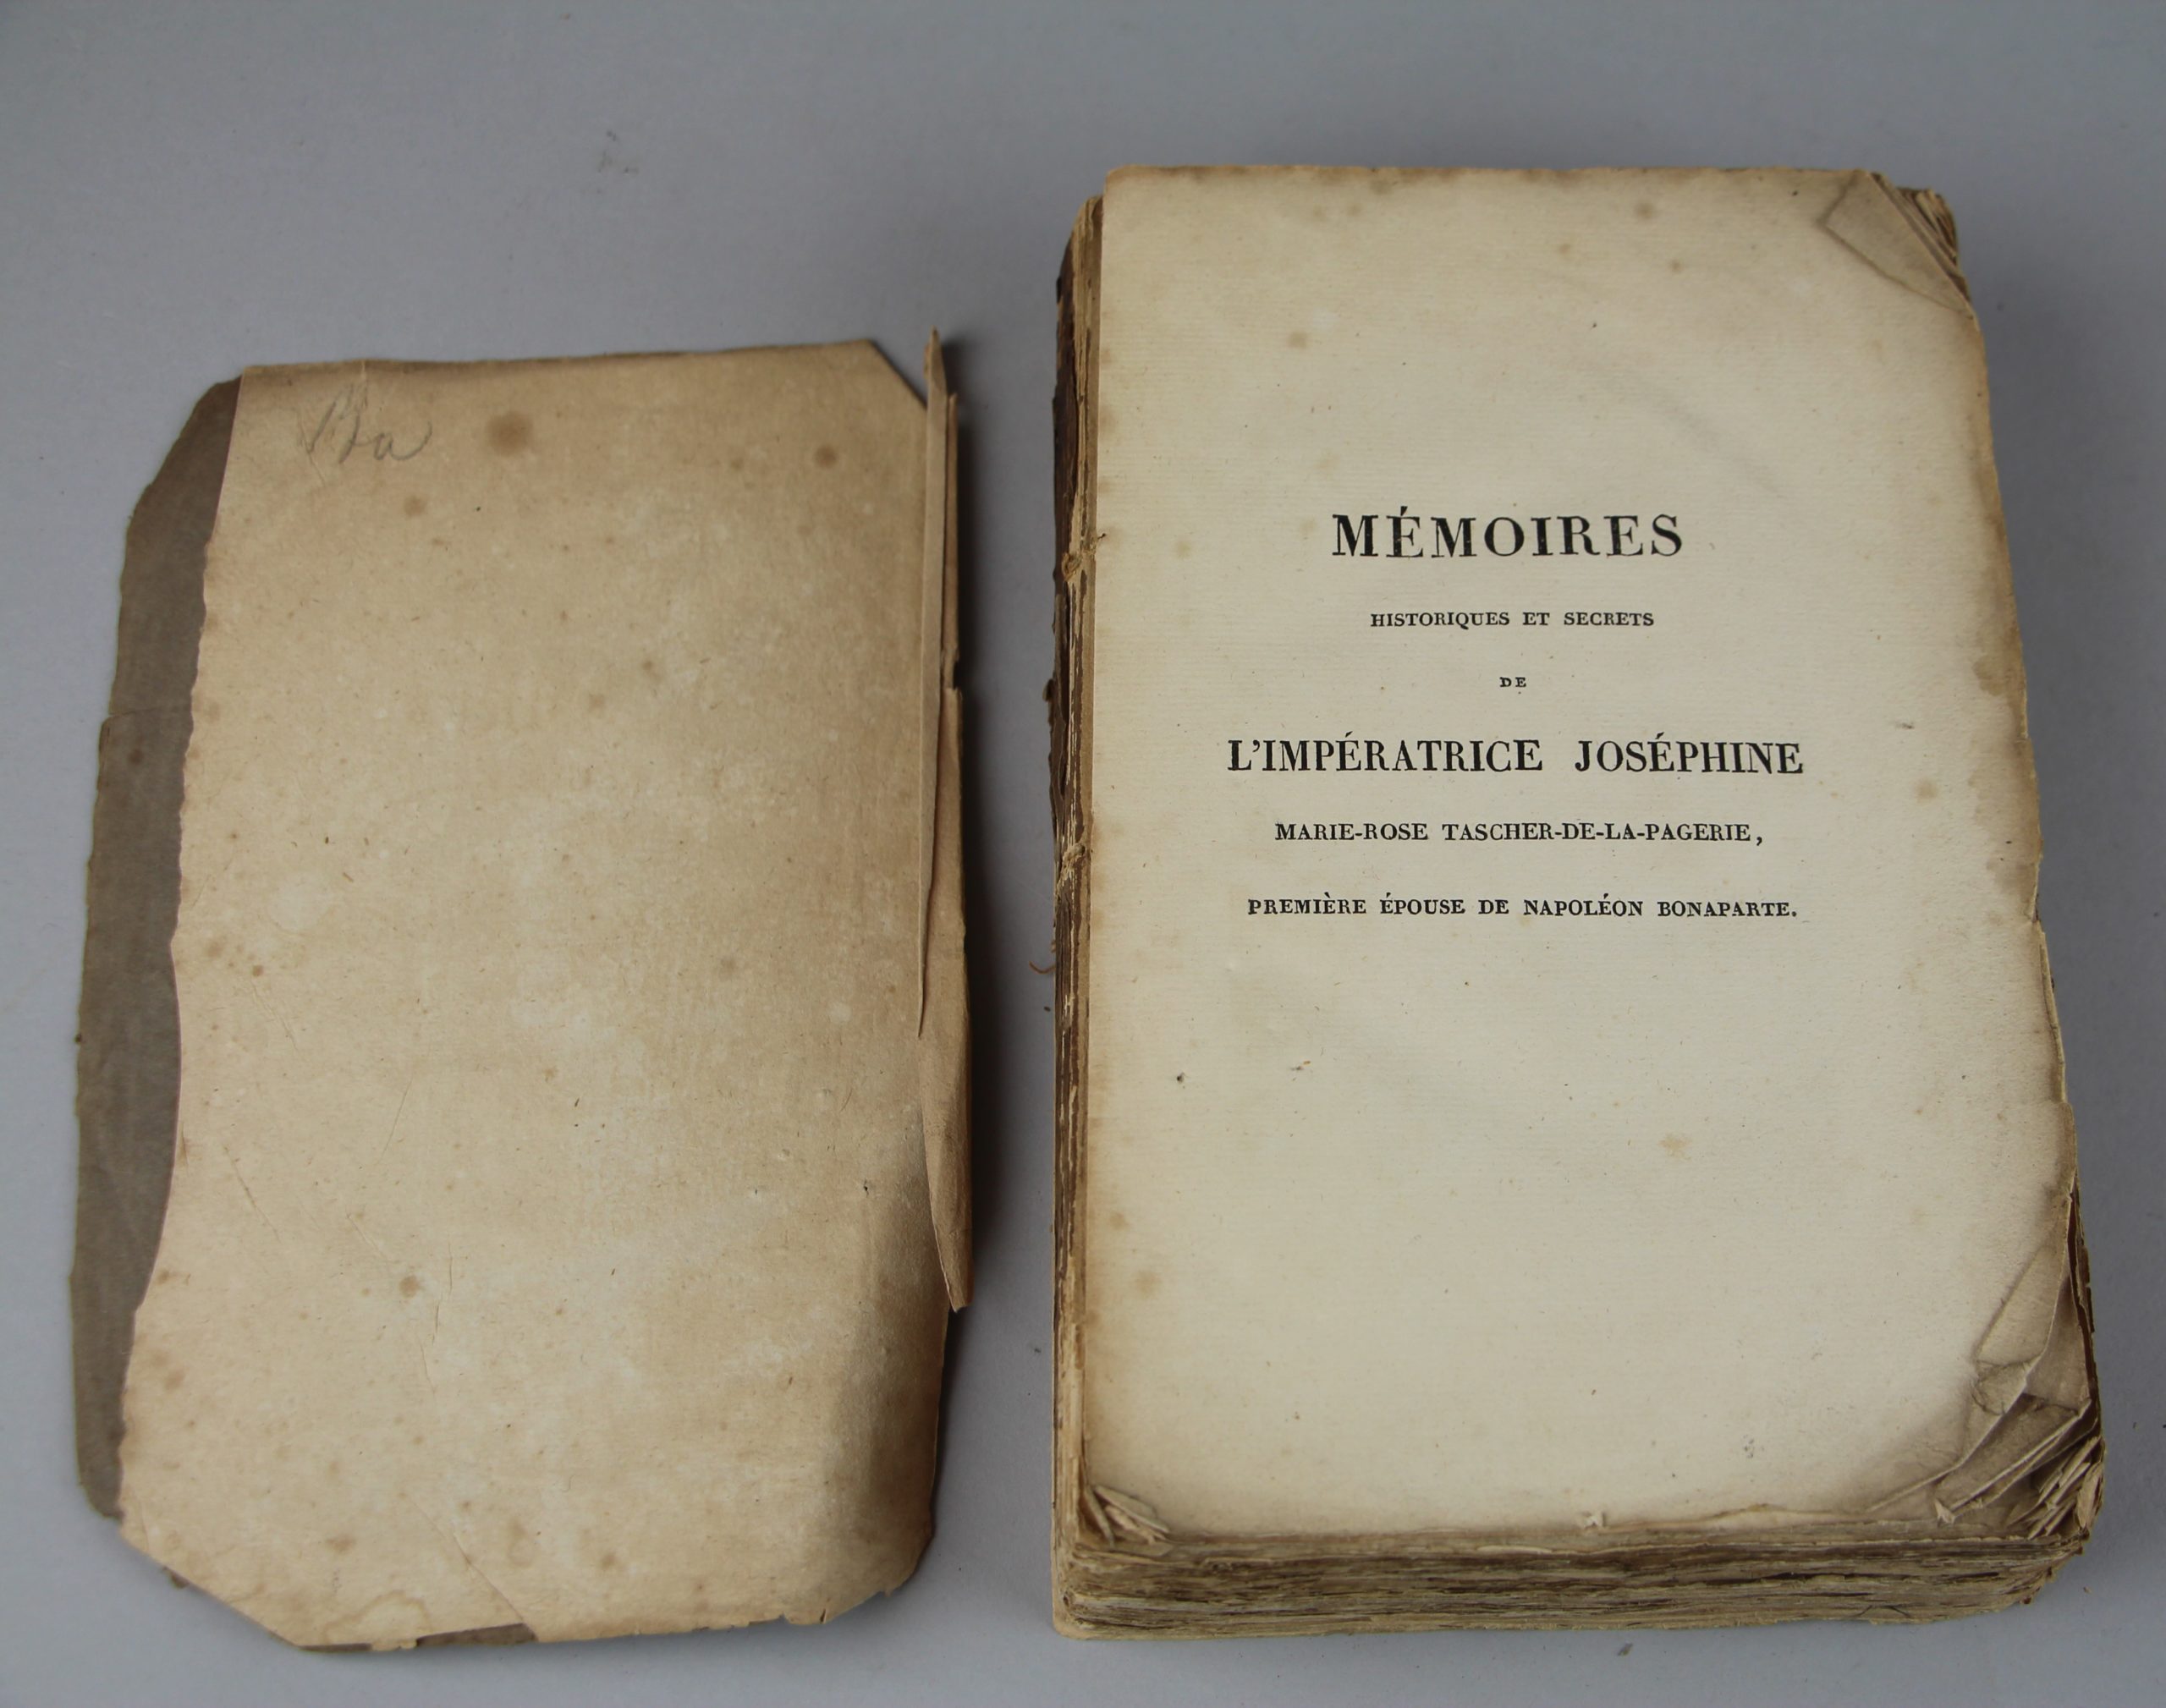 MÉMOIRES
HISTORIQUES ET SECRETS
DE
L'IMPÉRATRICE JOSÉPHINE
MARIE-ROSE TASCHER-DE-LA-PAGERIE,
PREMIÈRE ÉPOUSE DE NAPOLÉON BONAPARTE.